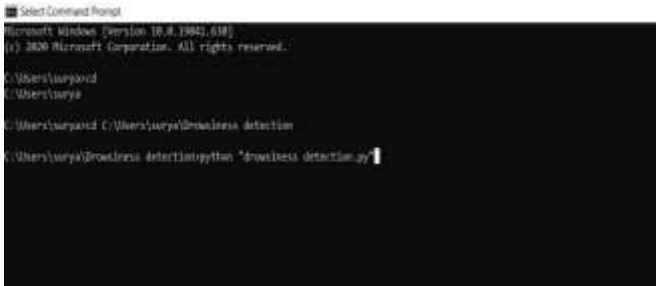 Select Command Prompt
Microsoft Windows [Version 10.0.19041.630]
(c) 2020 Microsoft Corporation. All rights reserved.
C:\Users\surya>cd
C:\Users\surya
C:\Users\surya>cd C:\Users\surya\Drowsiness detection
C:\Users\surya\Drowsiness detection>python "drowsiness detection.py"